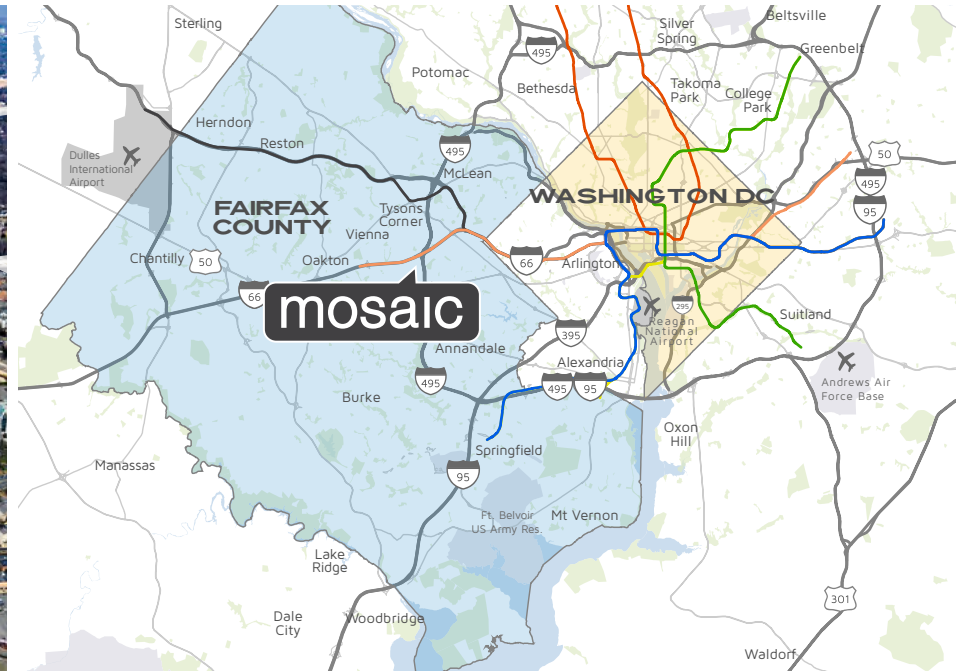 Sterling
Silver
Spring
Beltsville
Greenbelt
495
Potomac
Bethesda
Takoma
Park
College
Park
Herndon
Reston
495
McLean
50
495
95
Dulles
International
Airport
WASHINGTON DC
FAIRFAX
COUNTY
Tysons
Corner
Vienna
Chantilly
50
Oakton
66
Arlington
66
mosaic
295
Reagan
National
Airport
Suitland
395
Annandale
Alexandria
495
495
95
Andrews Air
Force Base
Burke
Oxon
Hill
Springfield
Manassas
95
Ft. Belvoir
US Army Res.
Mt Vernon
Lake
Ridge
301
Dale
City
Woodbridge
Waldorf